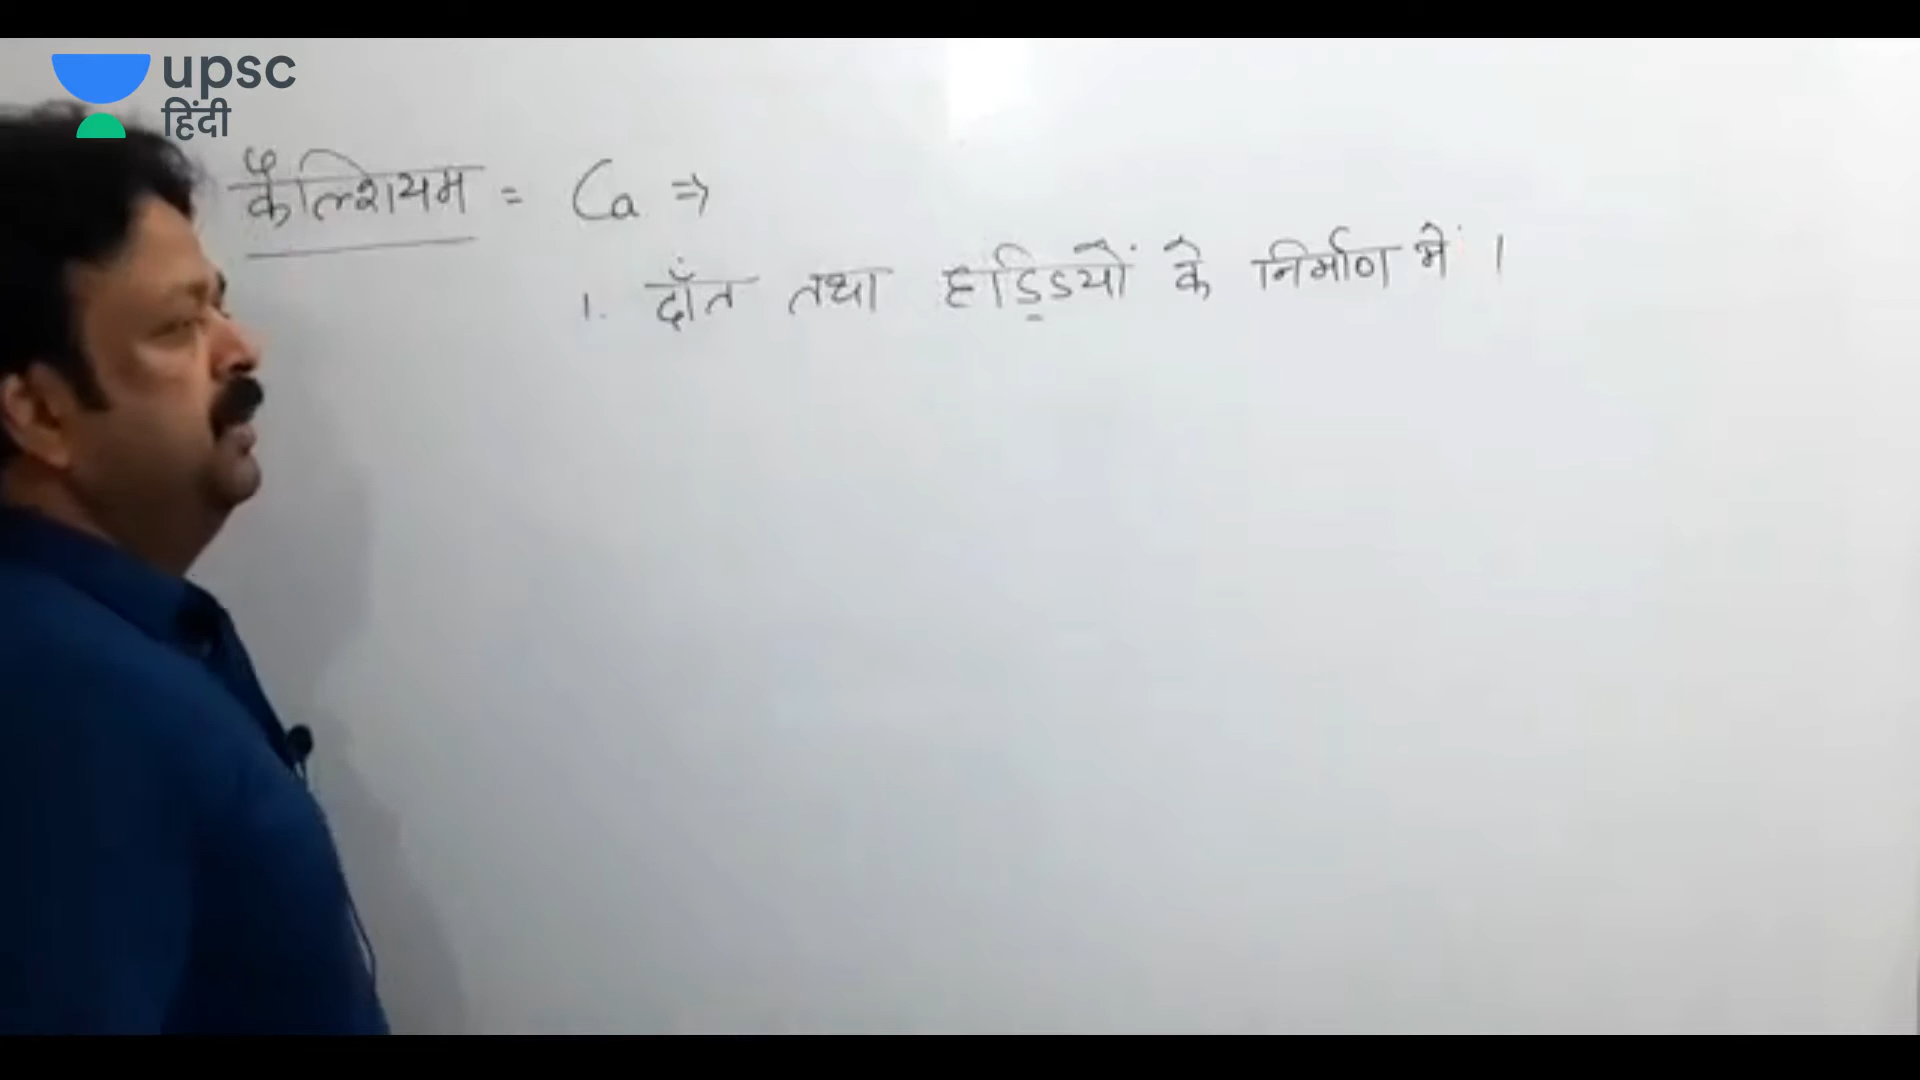 upsc
हिंदी
कैल्शियम = Ca ⇒
1. दाँत तथा हड्डियों के निर्माण में ।